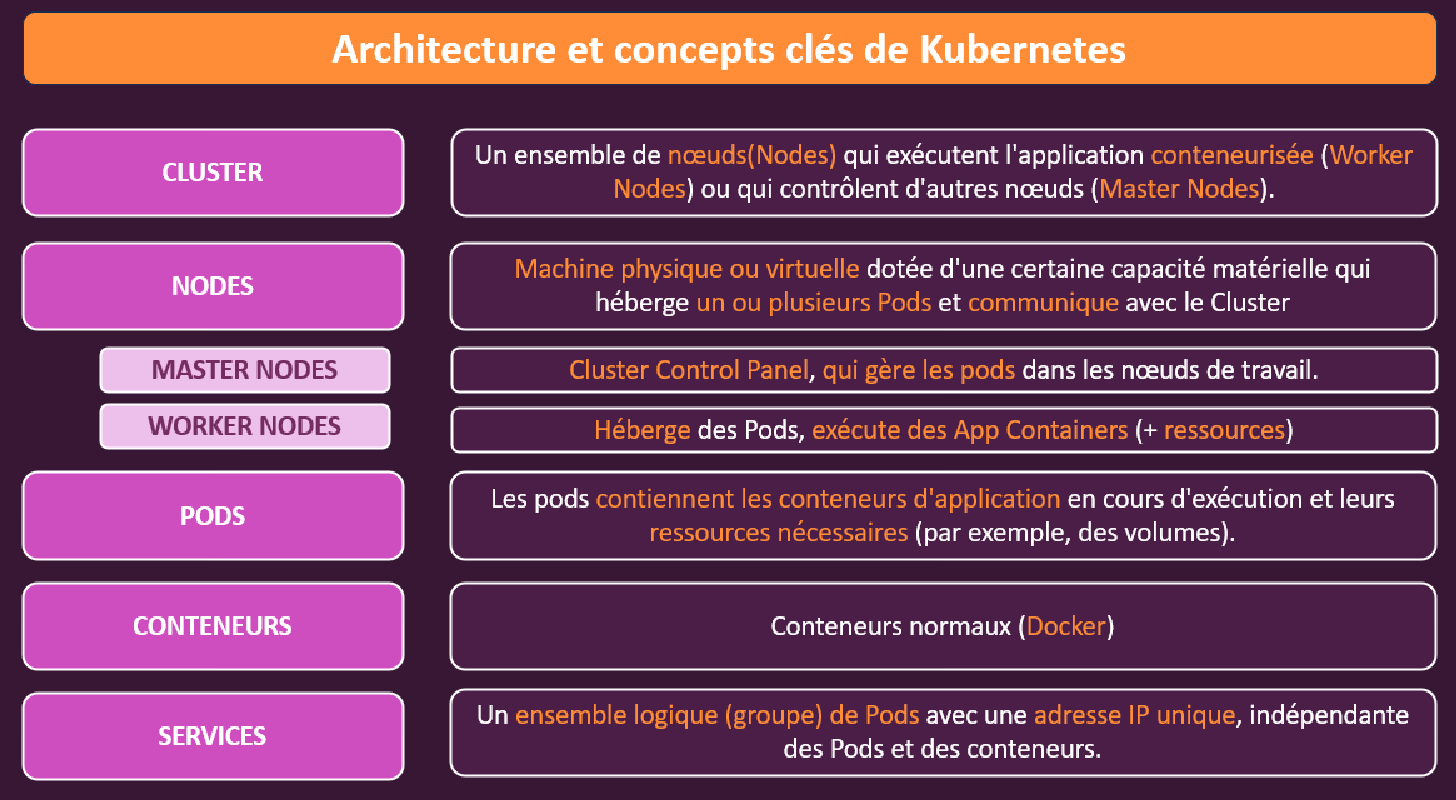 Architecture et concepts clés de Kubernetes
CLUSTER
Un ensemble de nœuds(Nodes) qui exécutent l'application conteneurisée (Worker
Nodes) ou qui contrôlent d'autres nœuds (Master Nodes).
NODES
Machine physique ou virtuelle dotée d'une certaine capacité matérielle qui
héberge un ou plusieurs Pods et communique avec le Cluster
MASTER NODES
Cluster Control Panel, qui gère les pods dans les nœuds de travail.
WORKER NODES
Héberge des Pods, exécute des App Containers (+ ressources)
PODS
Les pods contiennent les conteneurs d'application en cours d'exécution et leurs
ressources nécessaires (par exemple, des volumes).
CONTENEURS
Conteneurs normaux (Docker)
SERVICES
Un ensemble logique (groupe) de Pods avec une adresse IP unique, indépendante
des Pods et des conteneurs.